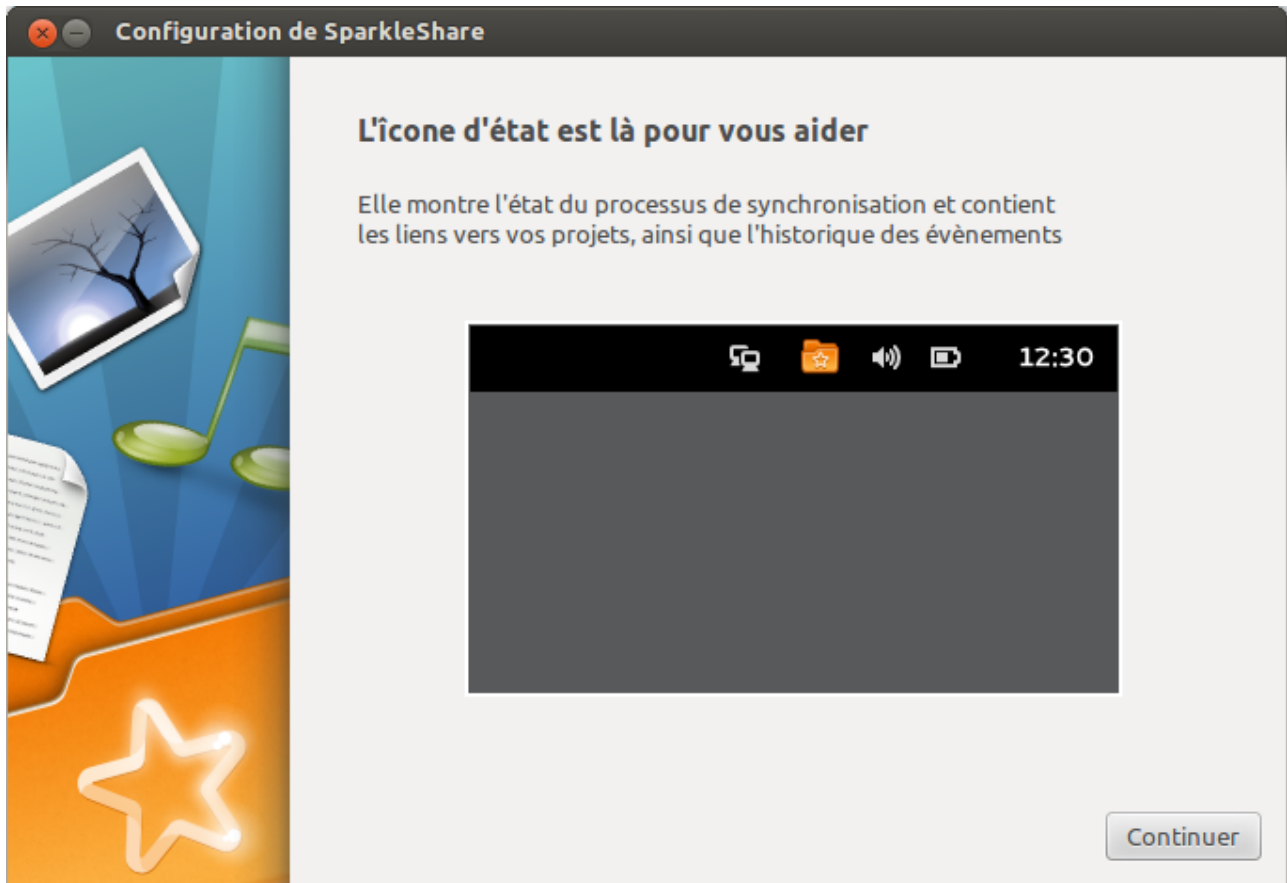 Configuration de SparkleShare
L'îcone d'état est là pour vous aider
Elle montre l'état du processus de synchronisation et contient
les liens vers vos projets, ainsi que l'historique des évènements
12:30
Continuer